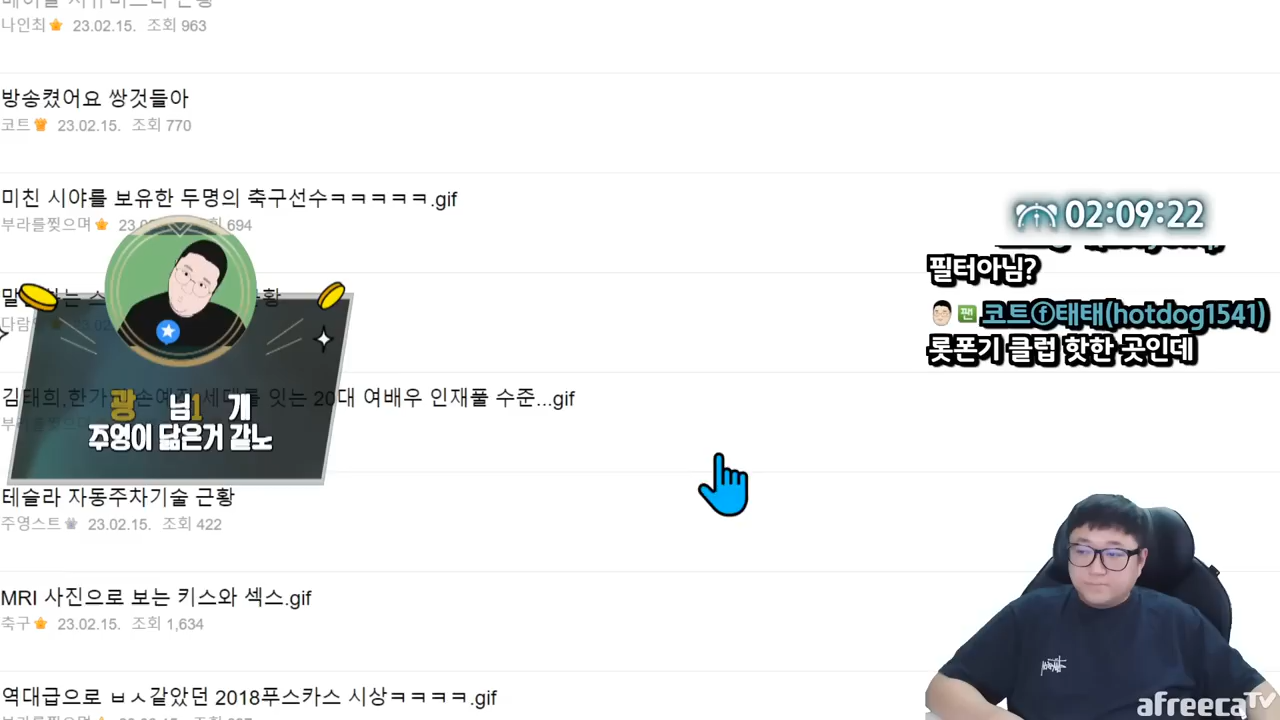 나인최 23.02.15. 조회 963
방송켰어요 쌍것들아
코트 23.02.15. 조회 770
미친 시야를 보유한 두명의 축구선수ㅋㅋㅋㅋㅋ.gif
부라를찢으며 694
02:09:22
필터아님?
팬 코트ⓕ태태(hotdog1541)
롯폰기 클럽 핫한 곳인데
김태희,한가 손예진 세대를 잇는 20대 여배우 인재풀 수준...gif
광 님 1 개
주영이 닮은거 같노
테슬라 자동주차기술 근황
주영스트 23.02.15. 조회 422
MRI 사진으로 보는 키스와 섹스.gif
축구 23.02.15. 조회 1,634
역대급으로 ㅂㅅ같았던 2018푸스카스 시상ㅋㅋㅋㅋ.gif
afreecaTV